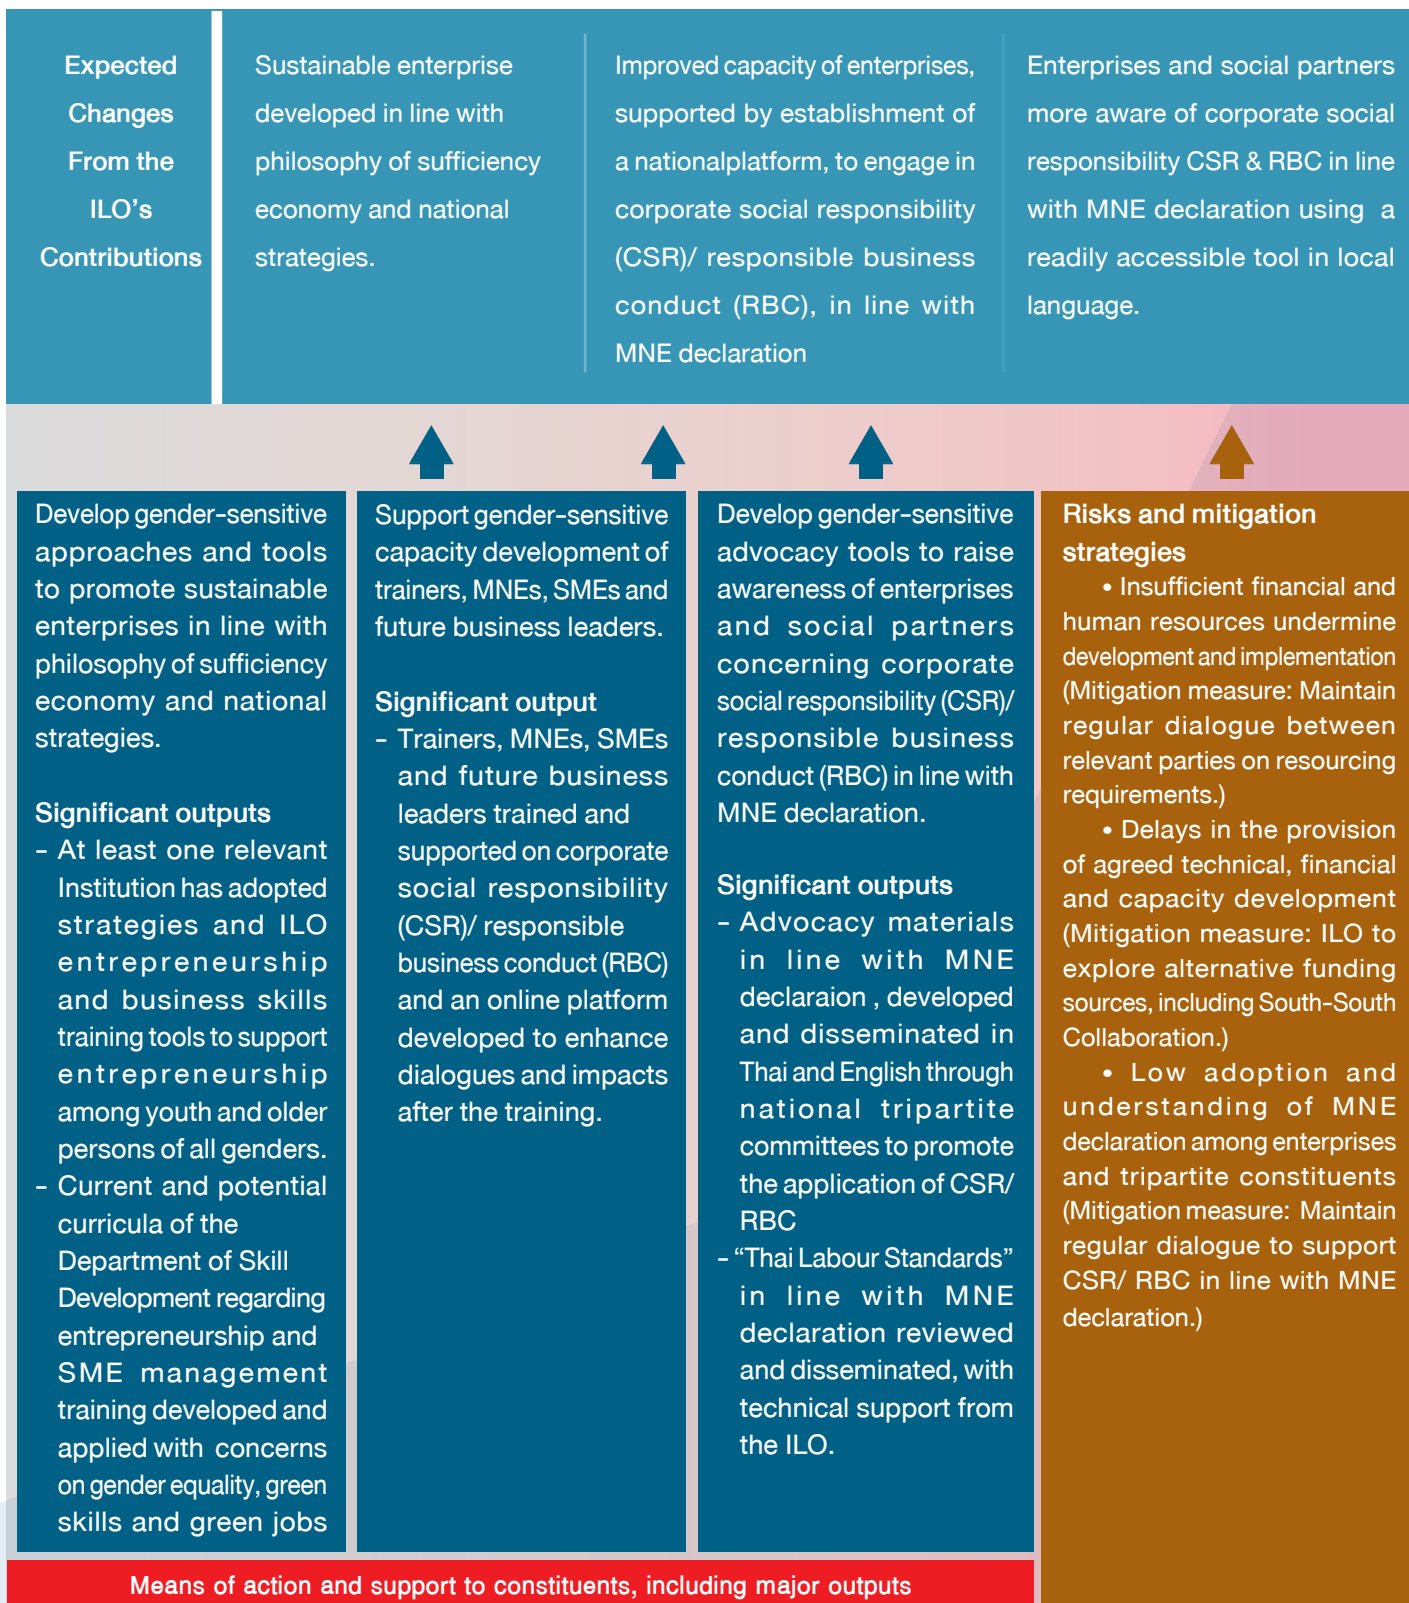 Expected
Changes
From the
ILO's
Contributions
Sustainable enterprise
developed in line with
philosophy of sufficiency
economy and national
strategies.
Improved capacity of enterprises,
supported by establishment of
a nationalplatform, to engage in
corporate social responsibility
(CSR)/ responsible business
conduct (RBC), in line with
MNE declaration
Enterprises and social partners
more aware of corporate social
responsibility CSR & RBC in line
with MNE declaration using a
readily accessible tool in local
language.
Develop gender-sensitive
approaches and tools
to promote sustainable
enterprises in line with
philosophy of sufficiency
economy and national
strategies.
Significant outputs
- At least one relevant
Institution has adopted
strategies and ILO
entrepreneurship
and business skills
training tools to support
entrepreneurship
among youth and older
persons of all genders.
- Current and potential
curricula of the
Department of Skill
Development regarding
entrepreneurship and
SME management
training developed and
applied with concerns
on gender equality, green
skills and green jobs
Support gender-sensitive
capacity development of
trainers, MNEs, SMEs and
future business leaders.
Significant output
- Trainers, MNEs, SMEs
and future business
leaders trained and
supported on corporate
social responsibility
(CSR)/ responsible
business conduct (RBC)
and an online platform
developed to enhance
dialogues and impacts
after the training.
Develop gender-sensitive
advocacy tools to raise
awareness of enterprises
and social partners
concerning corporate
social responsibility (CSR)/
responsible business
conduct (RBC) in line with
MNE declaration.
Significant outputs
- Advocacy materials
in line with MNE
declaraion , developed
and disseminated in
Thai and English through
national tripartite
committees to promote
the application of CSR/
RBC
- “Thai Labour Standards”
in line with MNE
declaration reviewed
and disseminated, with
technical support from
the ILO.
Risks and mitigation
strategies
• Insufficient financial and
human resources undermine
development and implementation
(Mitigation measure: Maintain
regular dialogue between
relevant parties on resourcing
requirements.)
• Delays in the provision
of agreed technical, financial
and capacity development
(Mitigation measure: ILO to
explore alternative funding
sources, including South-South
Collaboration.)
• Low adoption and
understanding of MNE
declaration among enterprises
and tripartite constituents
(Mitigation measure: Maintain
regular dialogue to support
CSR/ RBC in line with MNE
declaration.)
Means of action and support to constituents, including major outputs